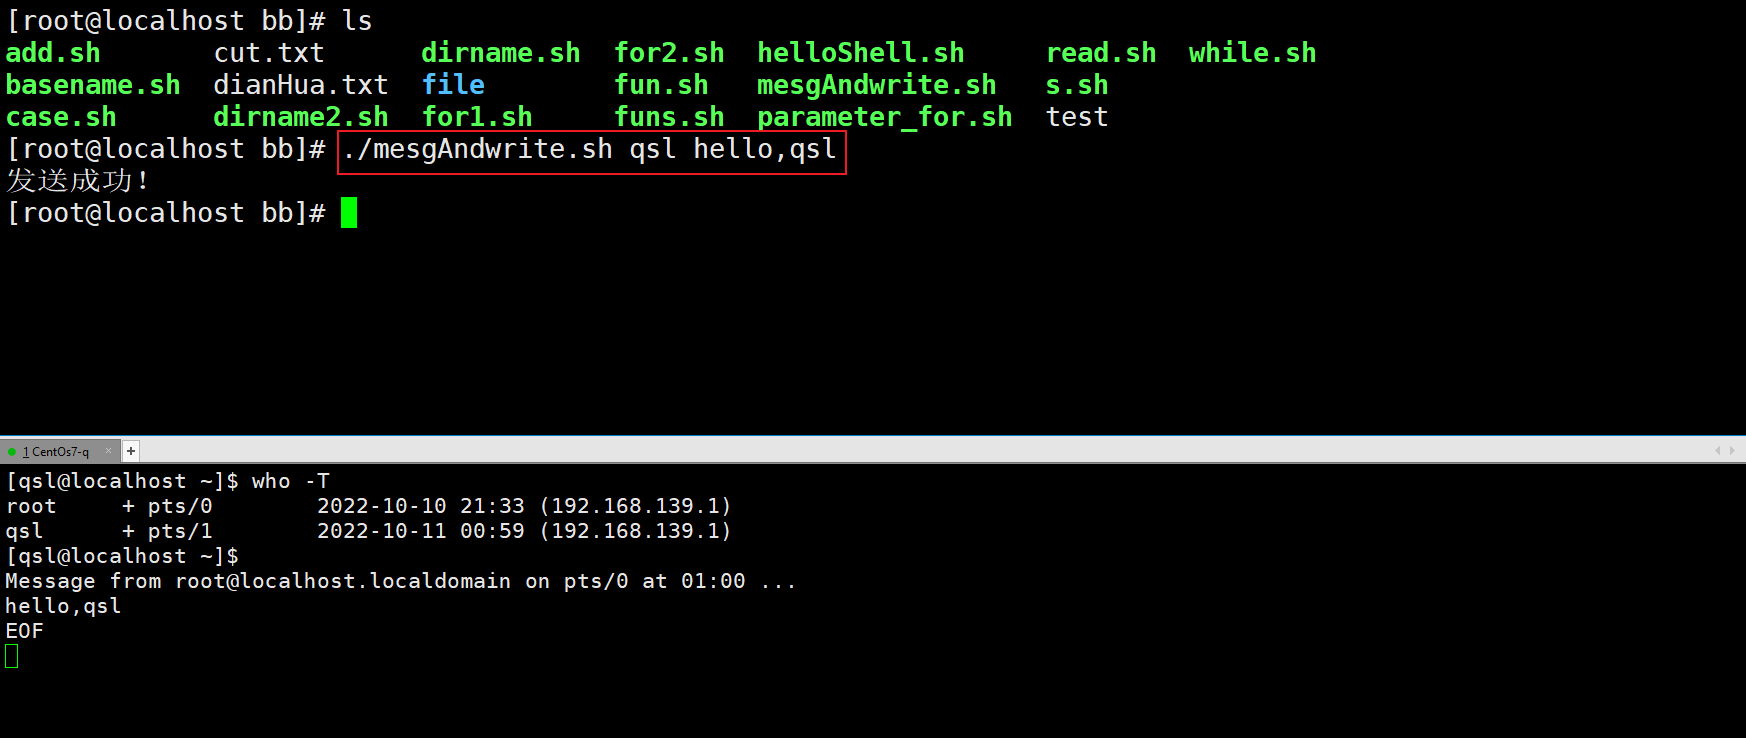 [root@localhost bb]# ls
add.sh cut.txt dirname.sh for2.sh helloShell.sh read.sh while.sh
basename.sh dianHua.txt file fun.sh mesgAndwrite.sh s.sh
case.sh dirname2.sh for1.sh funs.sh parameter_for.sh test
[root@localhost bb]# ./mesgAndwrite.sh qsl hello,qsl
发送成功！
[root@localhost bb]#
1 CentOs7-q × +
[qsl@localhost ~]$ who -T
root + pts/0 2022-10-10 21:33 (192.168.139.1)
qsl + pts/1 2022-10-11 00:59 (192.168.139.1)
[qsl@localhost ~]$
Message from root@localhost.localdomain on pts/0 at 01:00 ...
hello,qsl
EOF